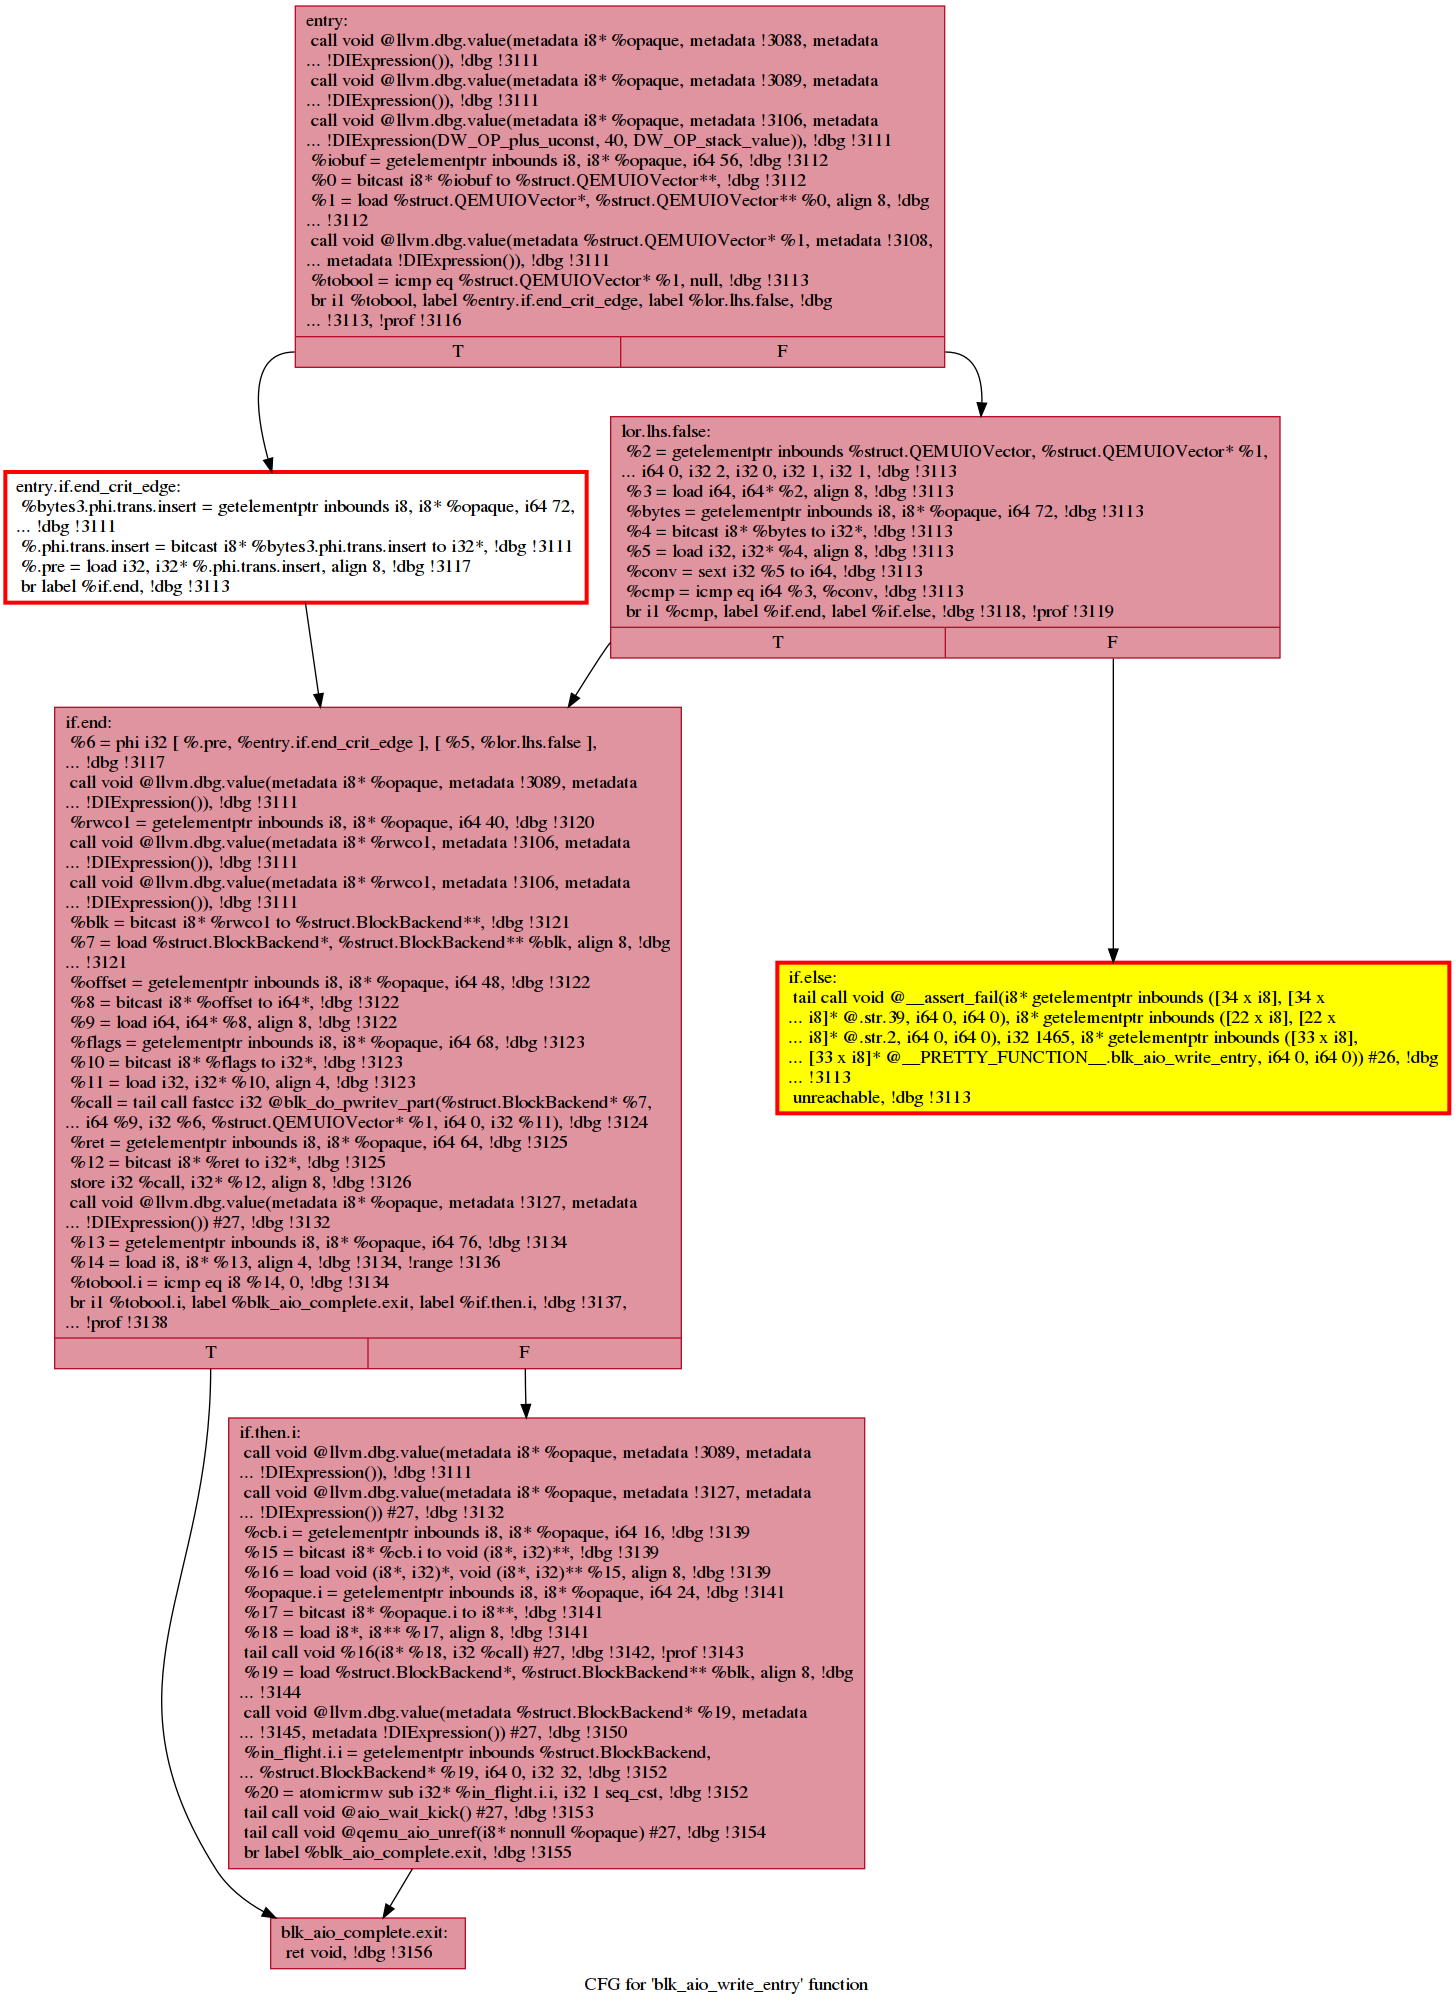 entry:
call void @llvm.dbg.value(metadata i8* %opaque, metadata !3088, metadata
... !DIExpression()), !dbg !3111
call void @llvm.dbg.value(metadata i8* %opaque, metadata !3089, metadata
... !DIExpression()), !dbg !3111
call void @llvm.dbg.value(metadata i8* %opaque, metadata !3106, metadata
... !DIExpression(DW_OP_plus_uconst, 40, DW_OP_stack_value)), !dbg !3111
%iobuf = getelementptr inbounds i8, i8* %opaque, i64 56, !dbg !3112
%0 = bitcast i8* %iobuf to %struct.QEMUIOVector**, !dbg !3112
%1 = load %struct.QEMUIOVector*, %struct.QEMUIOVector** %0, align 8, !dbg
... !3112
call void @llvm.dbg.value(metadata %struct.QEMUIOVector* %1, metadata !3108,
... metadata !DIExpression()), !dbg !3111
%tobool = icmp eq %struct.QEMUIOVector* %1, null, !dbg !3113
br i1 %tobool, label %entry.if.end_crit_edge, label %lor.lhs.false, !dbg
... !3113, !prof !3116
T F
lor.lhs.false:
%2 = getelementptr inbounds %struct.QEMUIOVector, %struct.QEMUIOVector* %1,
... i64 0, i32 2, i32 0, i32 1, i32 1, !dbg !3113
%3 = load i64, i64* %2, align 8, !dbg !3113
%bytes = getelementptr inbounds i8, i8* %opaque, i64 72, !dbg !3113
%4 = bitcast i8* %bytes to i32*, !dbg !3113
%5 = load i32, i32* %4, align 8, !dbg !3113
%conv = sext i32 %5 to i64, !dbg !3113
%cmp = icmp eq i64 %3, %conv, !dbg !3113
br i1 %cmp, label %if.end, label %if.else, !dbg !3118, !prof !3119
T F
entry.if.end_crit_edge:
%bytes3.phi.trans.insert = getelementptr inbounds i8, i8* %opaque, i64 72,
... !dbg !3111
%.phi.trans.insert = bitcast i8* %bytes3.phi.trans.insert to i32*, !dbg !3111
%.pre = load i32, i32* %.phi.trans.insert, align 8, !dbg !3117
br label %if.end, !dbg !3113
if.end:
%6 = phi i32 [ %.pre, %entry.if.end_crit_edge ], [ %5, %lor.lhs.false ],
... !dbg !3117
call void @llvm.dbg.value(metadata i8* %opaque, metadata !3089, metadata
... !DIExpression()), !dbg !3111
%rwco1 = getelementptr inbounds i8, i8* %opaque, i64 40, !dbg !3120
call void @llvm.dbg.value(metadata i8* %rwco1, metadata !3106, metadata
... !DIExpression()), !dbg !3111
call void @llvm.dbg.value(metadata i8* %rwco1, metadata !3106, metadata
... !DIExpression()), !dbg !3111
%blk = bitcast i8* %rwco1 to %struct.BlockBackend**, !dbg !3121
%7 = load %struct.BlockBackend*, %struct.BlockBackend** %blk, align 8, !dbg
... !3121
%offset = getelementptr inbounds i8, i8* %opaque, i64 48, !dbg !3122
%8 = bitcast i8* %offset to i64*, !dbg !3122
%9 = load i64, i64* %8, align 8, !dbg !3122
%flags = getelementptr inbounds i8, i8* %opaque, i64 68, !dbg !3123
%10 = bitcast i8* %flags to i32*, !dbg !3123
%11 = load i32, i32* %10, align 4, !dbg !3123
%call = tail call fastcc i32 @blk_do_pwritev_part(%struct.BlockBackend* %7,
... i64 %9, i32 %6, %struct.QEMUIOVector* %1, i64 0, i32 %11), !dbg !3124
%ret = getelementptr inbounds i8, i8* %opaque, i64 64, !dbg !3125
%12 = bitcast i8* %ret to i32*, !dbg !3125
store i32 %call, i32* %12, align 8, !dbg !3126
call void @llvm.dbg.value(metadata i8* %opaque, metadata !3127, metadata
... !DIExpression()) #27, !dbg !3132
%13 = getelementptr inbounds i8, i8* %opaque, i64 76, !dbg !3134
%14 = load i8, i8* %13, align 4, !dbg !3134, !range !3136
%tobool.i = icmp eq i8 %14, 0, !dbg !3134
br i1 %tobool.i, label %blk_aio_complete.exit, label %if.then.i, !dbg !3137,
... !prof !3138
T F
if.else:
tail call void @__assert_fail(i8* getelementptr inbounds ([34 x i8], [34 x
... i8]* @.str.39, i64 0, i64 0), i8* getelementptr inbounds ([22 x i8], [22 x
... i8]* @.str.2, i64 0, i64 0), i32 1465, i8* getelementptr inbounds ([33 x i8],
... [33 x i8]* @__PRETTY_FUNCTION__.blk_aio_write_entry, i64 0, i64 0)) #26, !dbg
... !3113
unreachable, !dbg !3113
if.then.i:
call void @llvm.dbg.value(metadata i8* %opaque, metadata !3089, metadata
... !DIExpression()), !dbg !3111
call void @llvm.dbg.value(metadata i8* %opaque, metadata !3127, metadata
... !DIExpression()) #27, !dbg !3132
%cb.i = getelementptr inbounds i8, i8* %opaque, i64 16, !dbg !3139
%15 = bitcast i8* %cb.i to void (i8*, i32)**, !dbg !3139
%16 = load void (i8*, i32)*, void (i8*, i32)** %15, align 8, !dbg !3139
%opaque.i = getelementptr inbounds i8, i8* %opaque, i64 24, !dbg !3141
%17 = bitcast i8* %opaque.i to i8**, !dbg !3141
%18 = load i8*, i8** %17, align 8, !dbg !3141
tail call void %16(i8* %18, i32 %call) #27, !dbg !3142, !prof !3143
%19 = load %struct.BlockBackend*, %struct.BlockBackend** %blk, align 8, !dbg
... !3144
call void @llvm.dbg.value(metadata %struct.BlockBackend* %19, metadata
... !3145, metadata !DIExpression()) #27, !dbg !3150
%in_flight.i.i = getelementptr inbounds %struct.BlockBackend,
... %struct.BlockBackend* %19, i64 0, i32 32, !dbg !3152
%20 = atomicrmw sub i32* %in_flight.i.i, i32 1 seq_cst, !dbg !3152
tail call void @aio_wait_kick() #27, !dbg !3153
tail call void @qemu_aio_unref(i8* nonnull %opaque) #27, !dbg !3154
br label %blk_aio_complete.exit, !dbg !3155
blk_aio_complete.exit:
ret void, !dbg !3156
CFG for 'blk_aio_write_entry' function